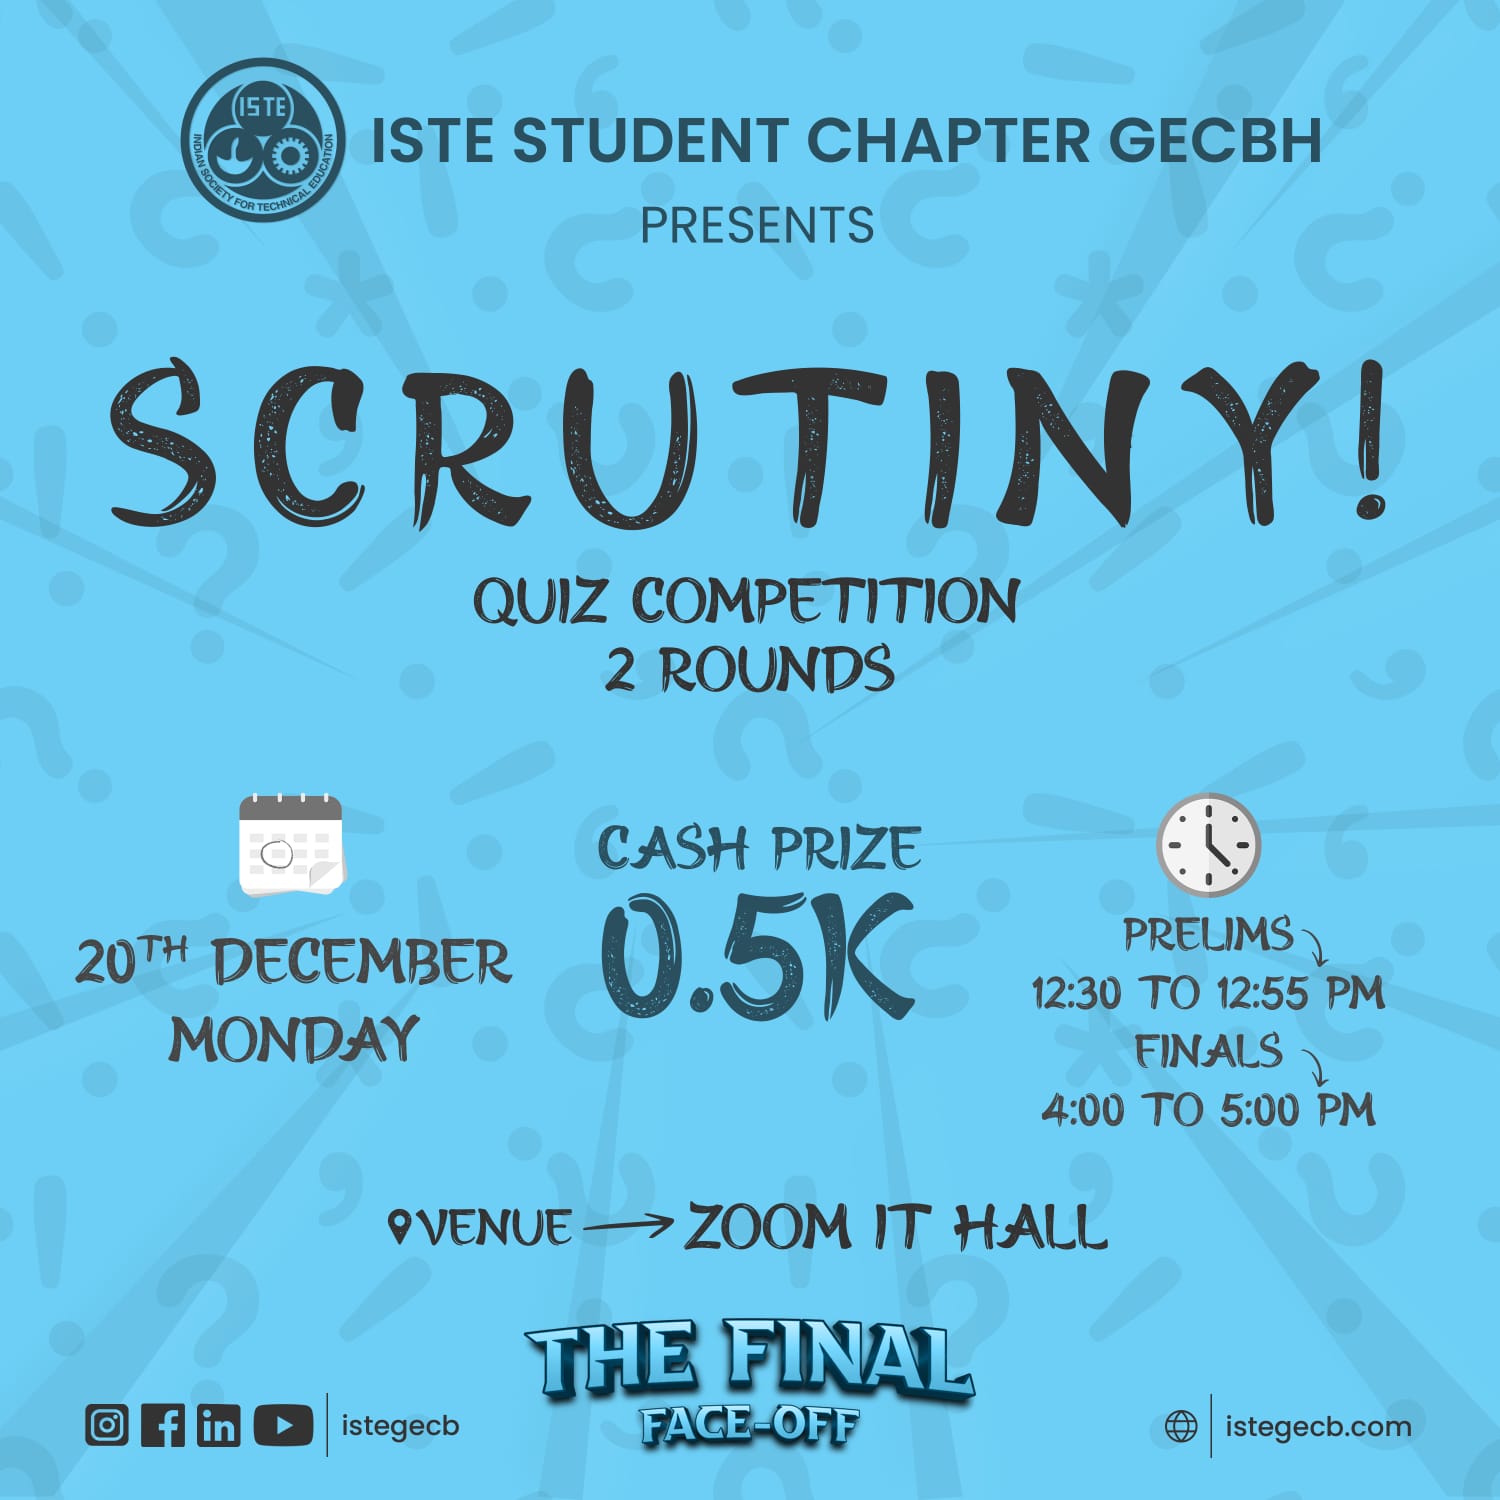 ISTE
INDIAN SOCIETY FOR TECHNICAL EDUCATION
ISTE STUDENT CHAPTER GECBH
PRESENTS
SCRUTINY!
QUIZ COMPETITION
2 ROUNDS
20TH DECEMBER
MONDAY
CASH PRIZE
0.5K
PRELIMS
12:30 TO 12:55 PM
FINALS
4:00 TO 5:00 PM
VENUE → ZOOM IT HALL
THE FINAL
FACE-OFF
istegecb
istegecb.com